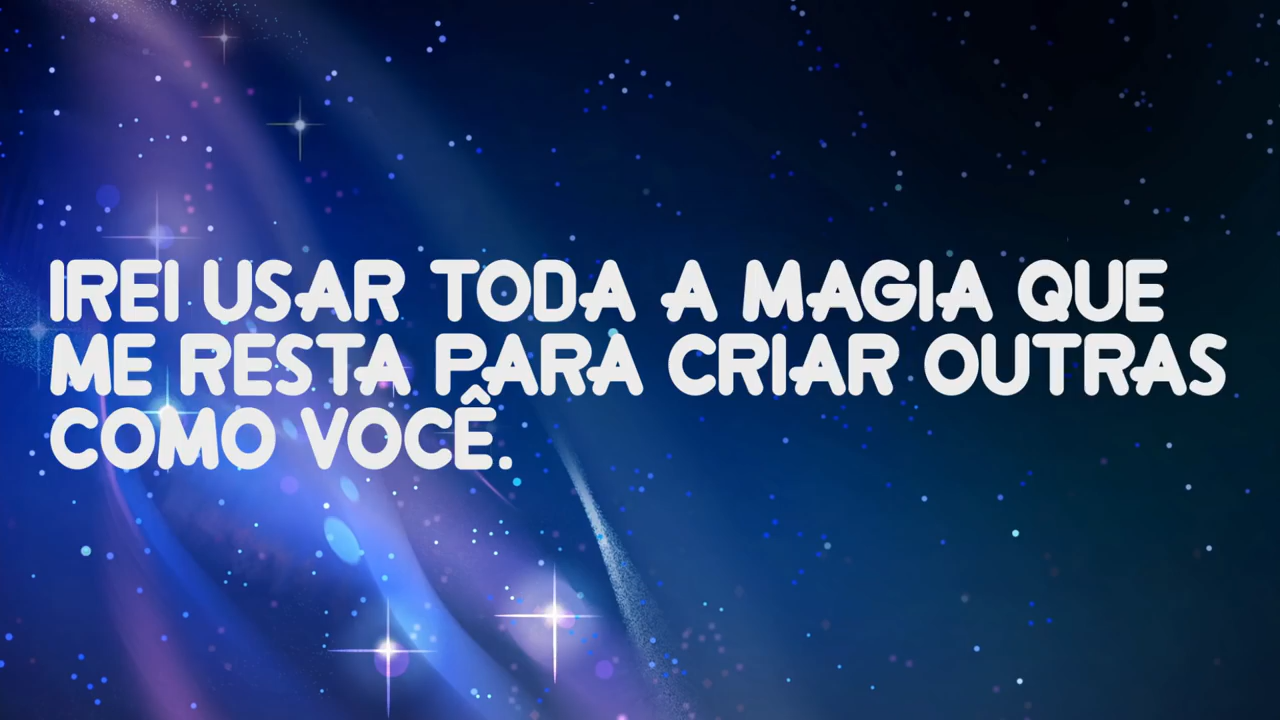 IREI USAR TODA A MAGIA QUE
ME RESTA PARA CRIAR OUTRAS
COMO VOCÊ.